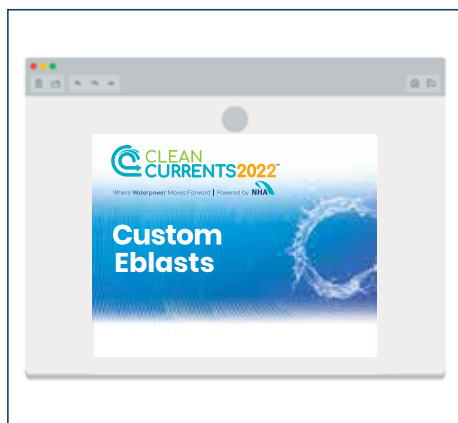 CLEAN
CURRENTS2022™
Where Waterpower Moves Forward | Powered by NHA
Custom
Eblasts